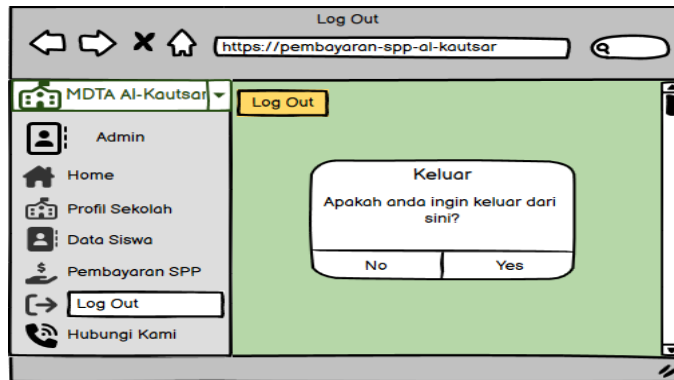 Log Out
https://pembayaran-spp-al-kautsar
MDTA Al-Kautsar
Log Out
Admin
Home
Profil Sekolah
Data Siswa
Pembayaran SPP
Log Out
Hubungi Kami
Keluar
Apakah anda ingin keluar dari
sini?
No
Yes